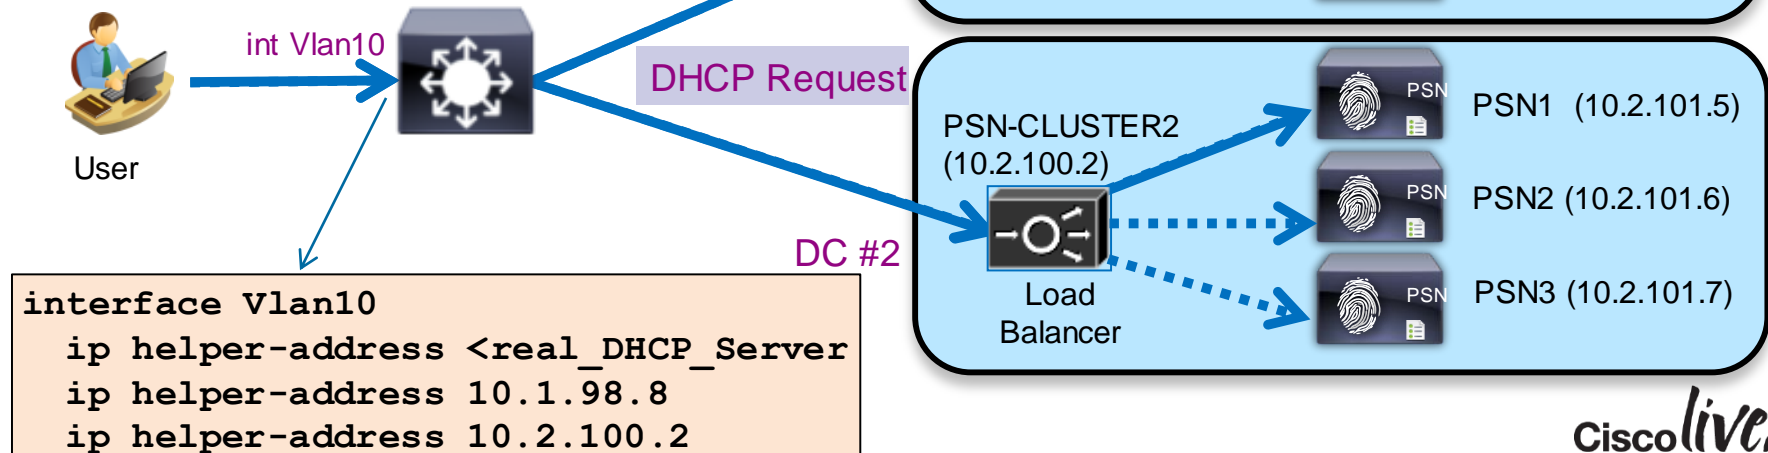 int Vlan10
User
DHCP Request
DC #2
PSN-CLUSTER2
(10.2.100.2)
Load
Balancer
PSN
PSN1 (10.2.101.5)
PSN
PSN2 (10.2.101.6)
PSN
PSN3 (10.2.101.7)
interface Vlan10
ip helper-address <real_DHCP_Server
ip helper-address 10.1.98.8
ip helper-address 10.2.100.2
Cisco live!